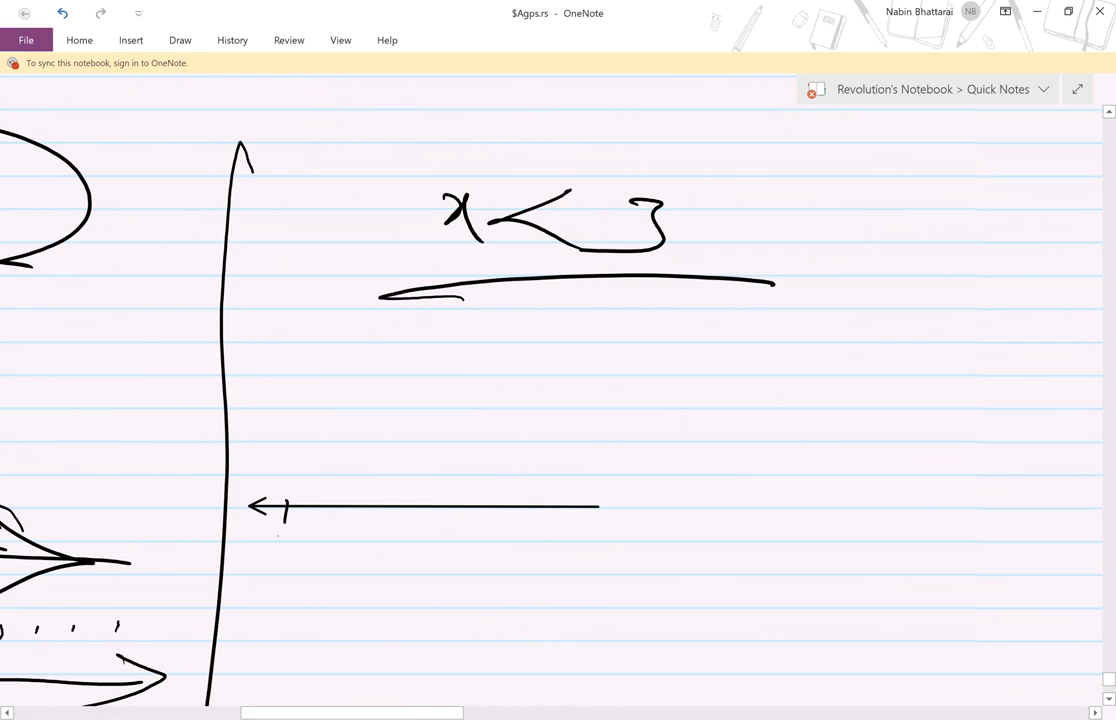 $Agps.rs - OneNote
Nabin Bhattarai NB
File Home Insert Draw History Review View Help
To sync this notebook, sign in to OneNote.
Revolution's Notebook > Quick Notes
x < 3